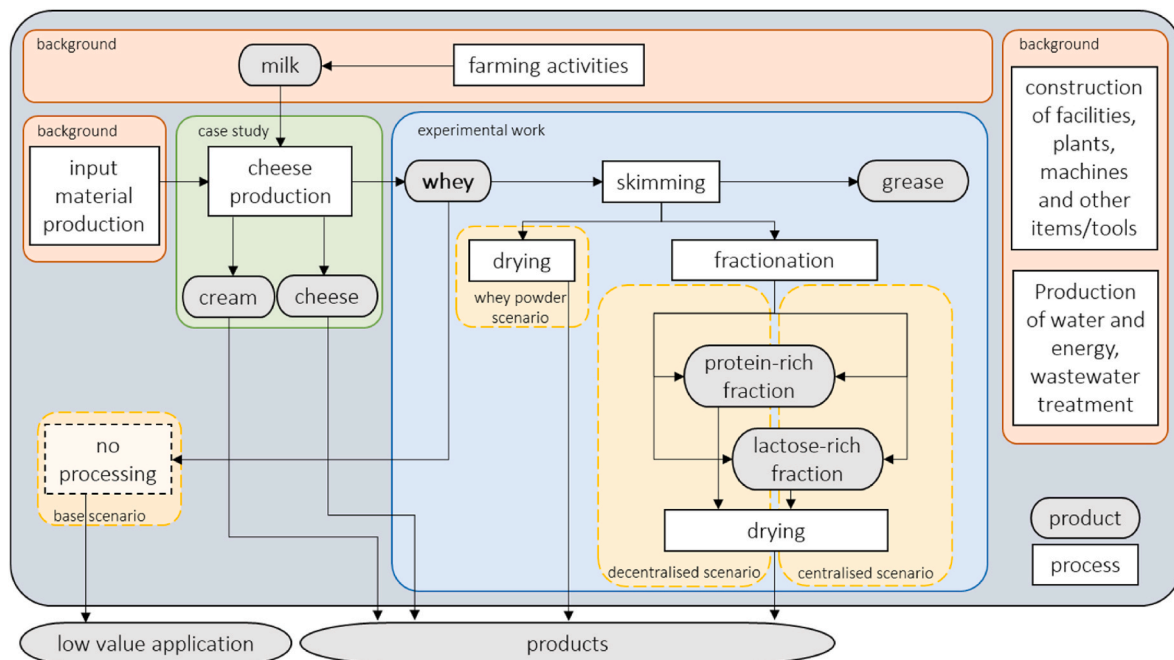 background
milk
farming activities
background
construction
of facilities,
plants,
machines
and other
items/tools
Production
of water and
energy,
wastewater
treatment
background
input
material
production
case study
cheese
production
cream
cheese
experimental work
whey
skimming
grease
drying
whey powder
scenario
fractionation
protein-rich
fraction
lactose-rich
fraction
drying
decentralised scenario
centralised scenario
no
processing
base scenario
product
process
low value application
products